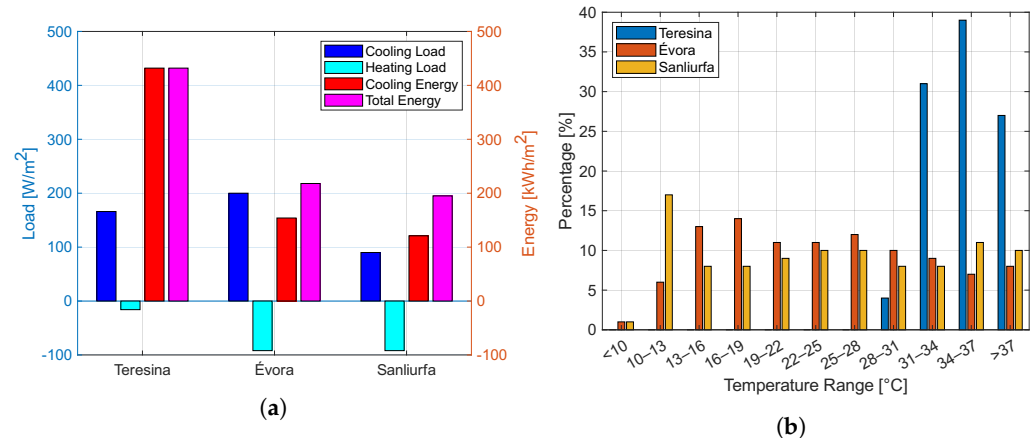 500
400
300
200
100
0
-100
Load [W/m²]
Cooling Load
Heating Load
Cooling Energy
Total Energy
500
400
300
200
100
0
-100
Energy [kWh/m²]
Teresina
Évora
Sanliurfa
(a)
40
35
30
25
20
15
10
5
0
Percentage [%]
Teresina
Évora
Sanliurfa
<10
10–13
13–16
16–19
19–22
22–25
25–28
28–31
31–34
34–37
>37
Temperature Range [°C]
(b)